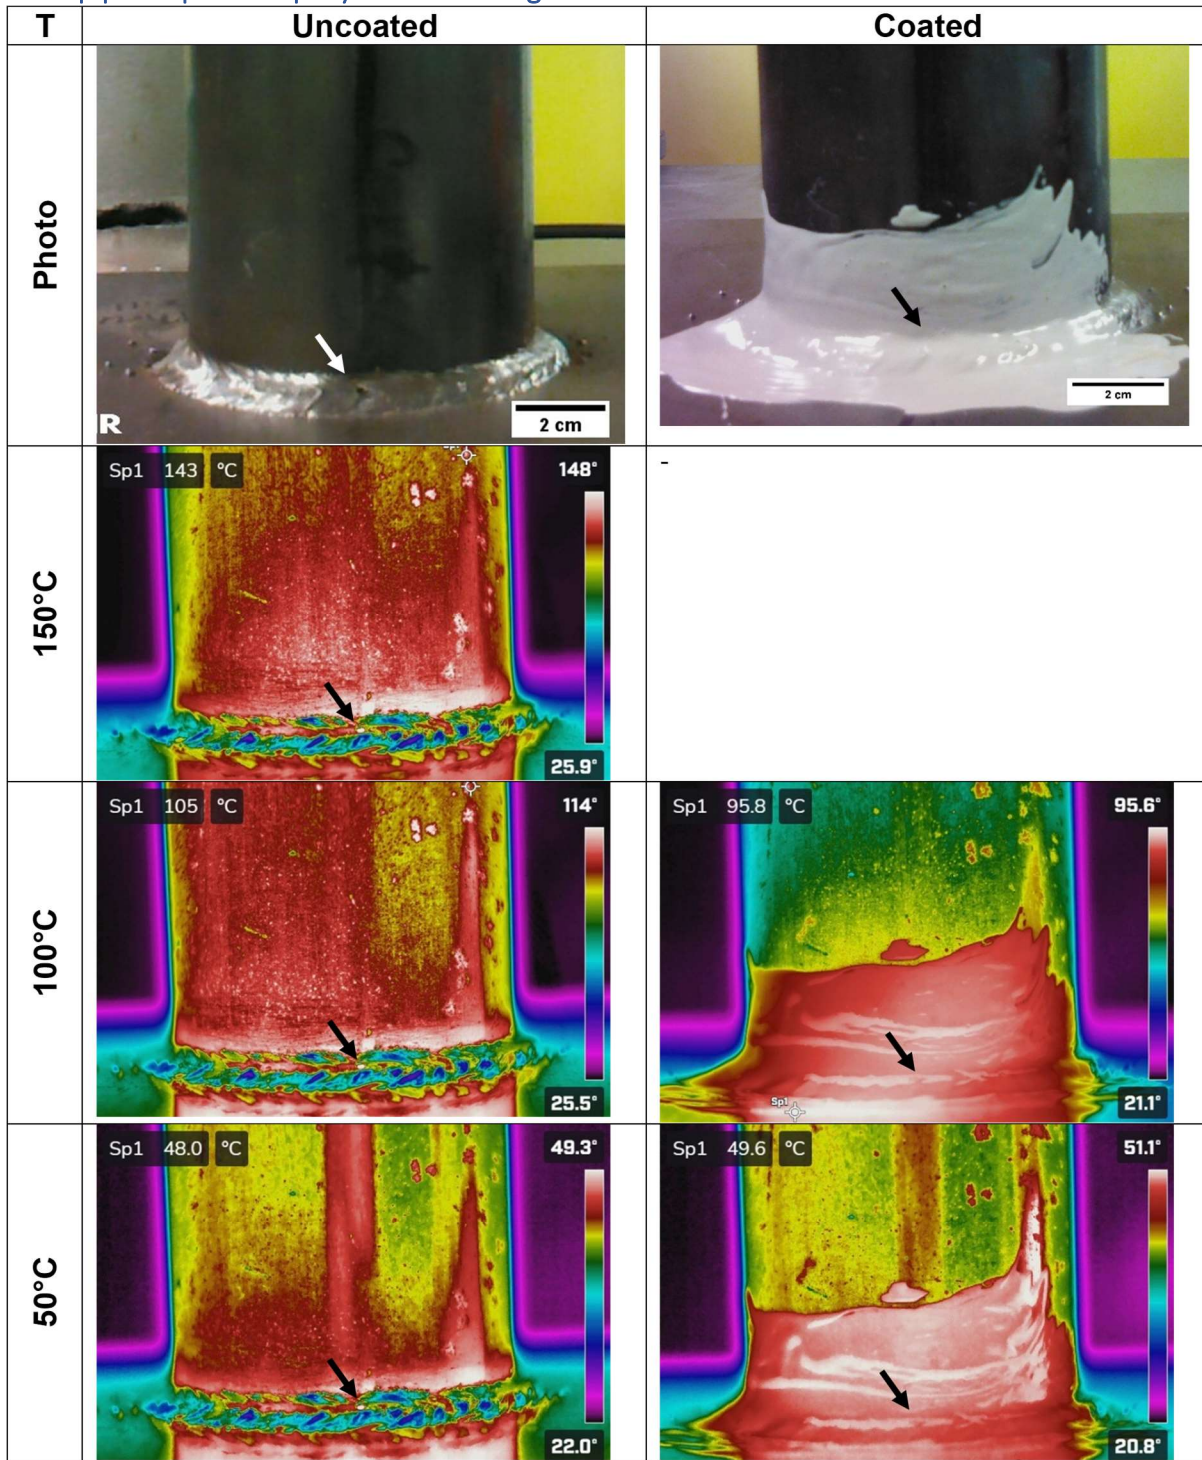 T Uncoated Coated
Photo
R
2 cm
2 cm
150°C
Sp1 143 °C
148°
25.9°
-
100°C
Sp1 105 °C
114°
25.5°
Sp1 95.8 °C
95.6°
Sp1
21.1°
50°C
Sp1 48.0 °C
49.3°
22.0°
Sp1 49.6 °C
51.1°
20.8°